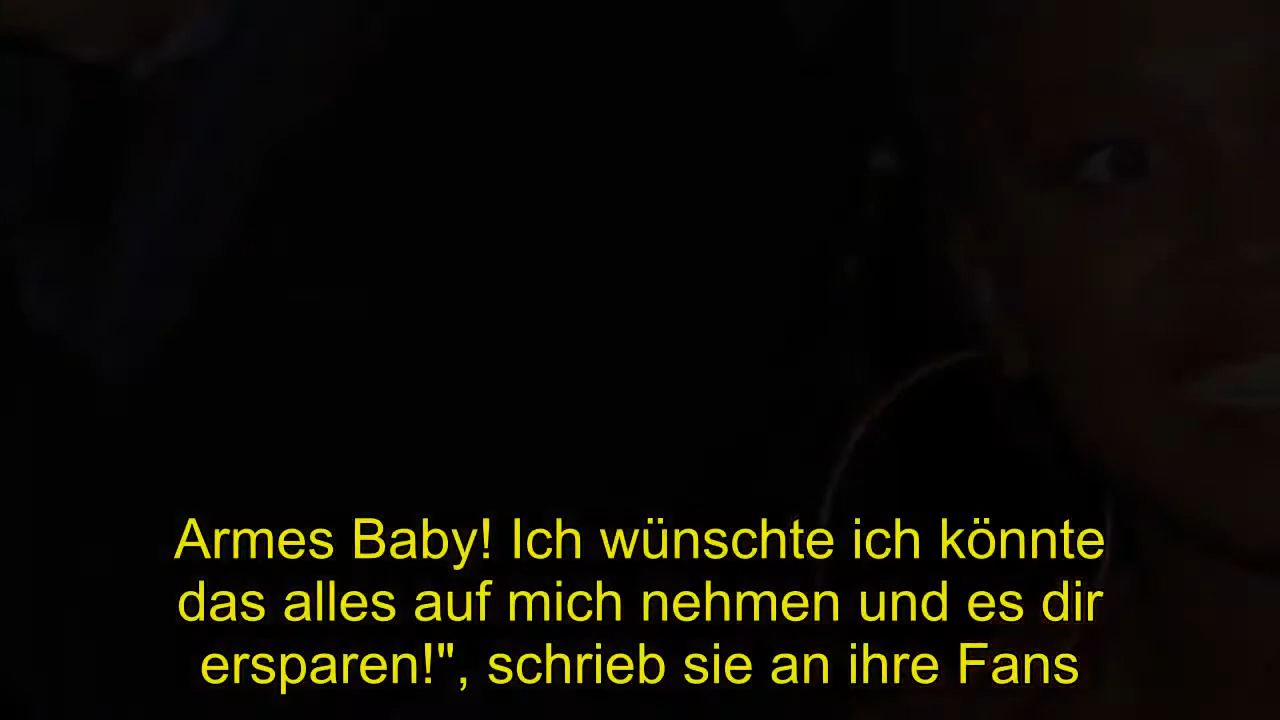 Armes Baby! Ich wünschte ich könnte
das alles auf mich nehmen und es dir
ersparen!", schrieb sie an ihre Fans